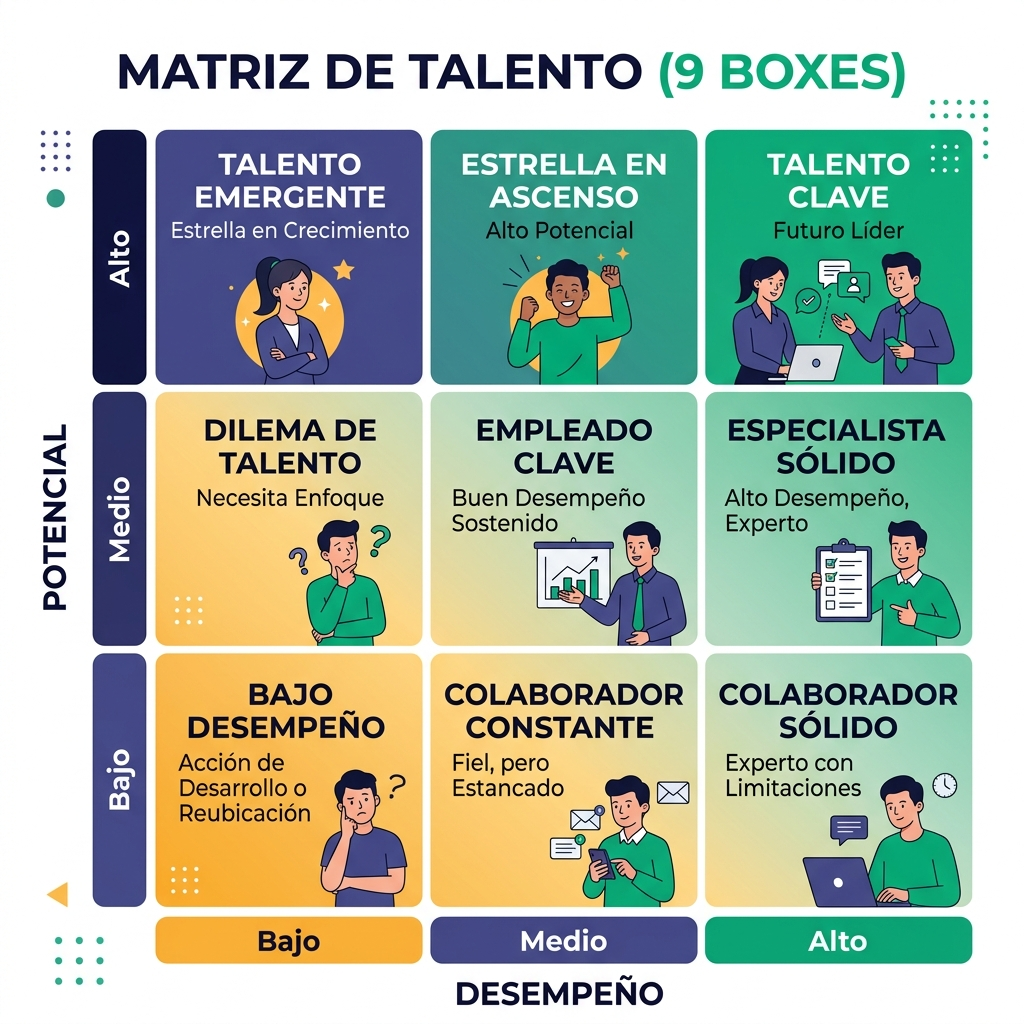 MATRIZ DE TALENTO (9 BOXES)
POTENCIAL
Alto
TALENTO
EMERGENTE
Estrella en Crecimiento
ESTRELLA EN
ASCENSO
Alto Potencial
TALENTO
CLAVE
Futuro Líder
Medio
DILEMA DE
TALENTO
Necesita Enfoque
? ?
EMPLEADO
CLAVE
Buen Desempeño
Sostenido
ESPECIALISTA
SÓLIDO
Alto Desempeño,
Experto
Bajo
BAJO
DESEMPEÑO
Acción de
Desarrollo o
Reubicación
?
COLABORADOR
CONSTANTE
Fiel, pero
Estancado
COLABORADOR
SÓLIDO
Experto con
Limitaciones
Bajo
Medio
Alto
DESEMPEÑO